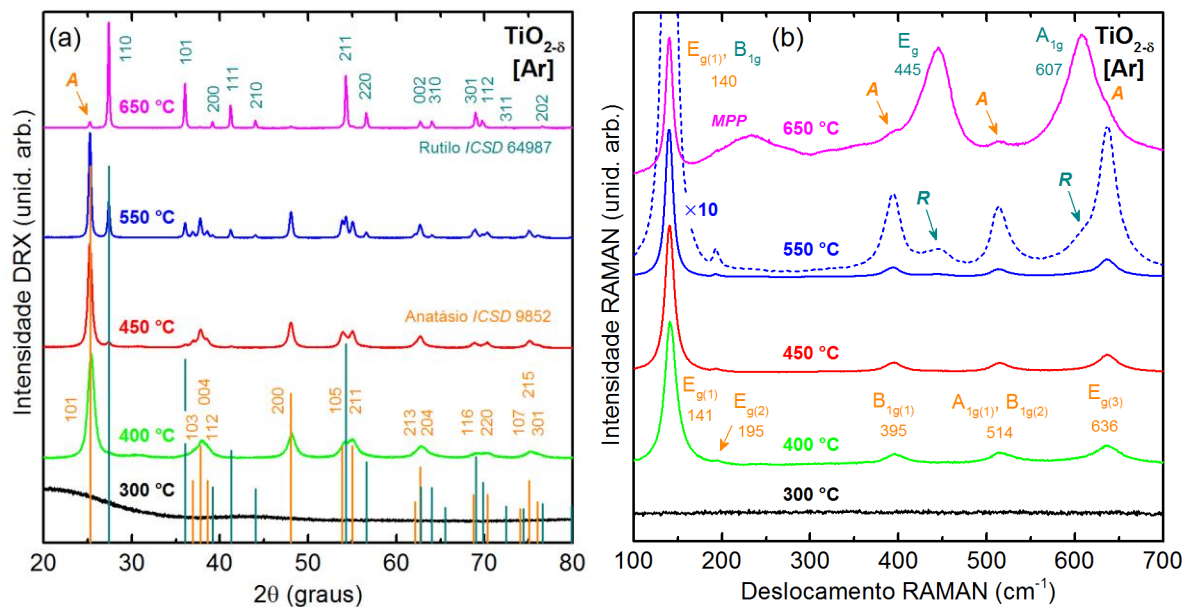 (a)
TiO2-δ
[Ar]
A
110
101
200
111
210
211
220
002
310
301
112
311
202
650 °C
Rutilo ICSD 64987
550 °C
450 °C
Anatásio ICSD 9852
101
103
004
112
200
105
211
213
204
116
220
107
215
301
400 °C
300 °C
20 30 40 50 60 70 80
2θ (graus)
Intensidade DRX (unid. arb.)
(b)
TiO2-δ
[Ar]
Eg(1), B1g
140
Eg
445
A1g
607
A
A
A
MPP
650 °C
R
R
×10
550 °C
450 °C
Eg(1)
141
Eg(2)
195
B1g(1)
395
A1g(1), B1g(2)
514
Eg(3)
636
400 °C
300 °C
100 200 300 400 500 600 700
Deslocamento RAMAN (cm-1)
Intensidade RAMAN (unid. arb.)